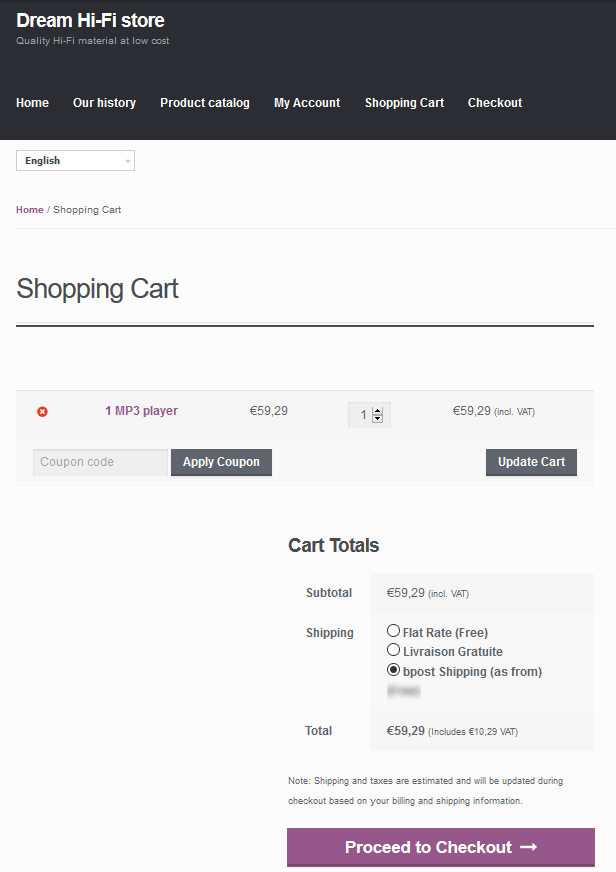 Dream Hi-Fi store
Quality Hi-Fi material at low cost
Home Our history Product catalog My Account Shopping Cart Checkout
English
Home / Shopping Cart
Shopping Cart
1 MP3 player €59,29 1 €59,29 (incl. VAT)
Coupon code Apply Coupon Update Cart
Cart Totals
Subtotal €59,29 (incl. VAT)
Shipping Flat Rate (Free)
Livraison Gratuite
bpost Shipping (as from)
Total €59,29 (Includes €10,29 VAT)
Note: Shipping and taxes are estimated and will be updated during
checkout based on your billing and shipping information.
Proceed to Checkout →